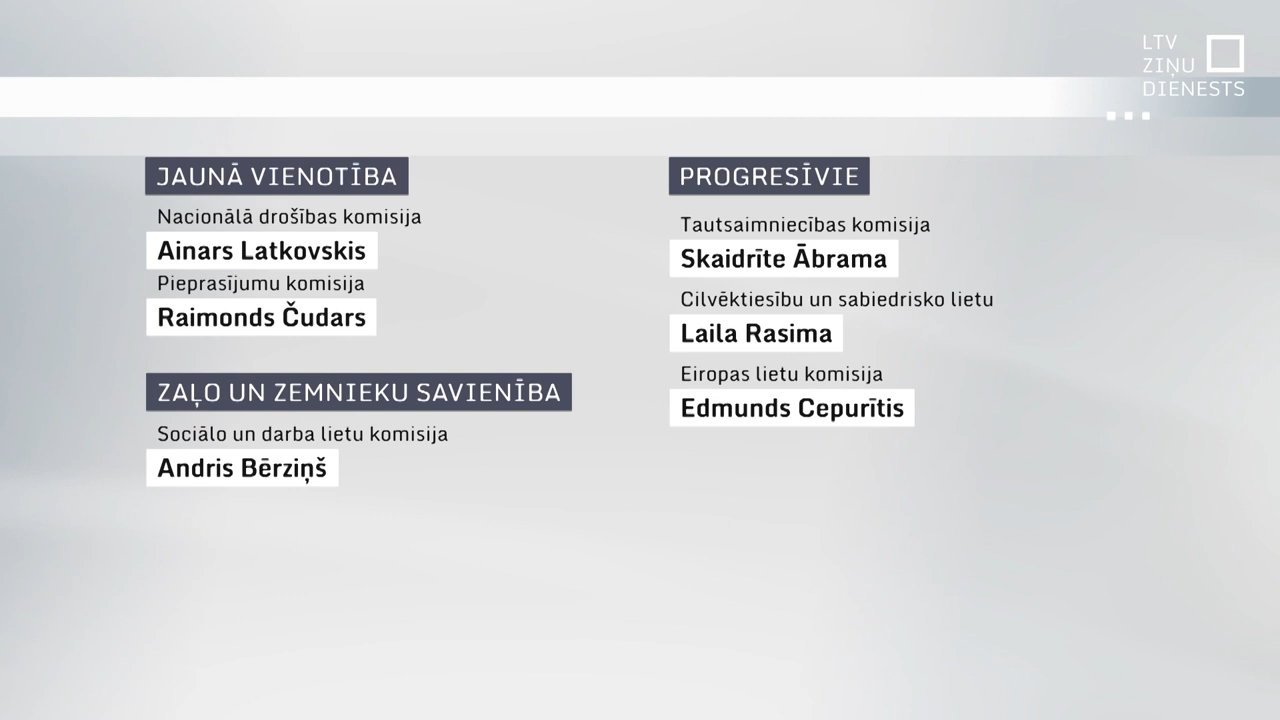 LTV
ZIŅU
DIENESTS
JAUNĀ VIENOTĪBA
Nacionālā drošības komisija
Ainars Latkovskis
Pieprasījumu komisija
Raimonds Čudars
ZAĻO UN ZEMNIEKU SAVIENĪBA
Sociālo un darba lietu komisija
Andris Bērziņš
PROGRESĪVIE
Tautsaimniecības komisija
Skaidrīte Ābrama
Cilvēktiesību un sabiedrisko lietu
Laila Rasima
Eiropas lietu komisija
Edmunds Cepurītis